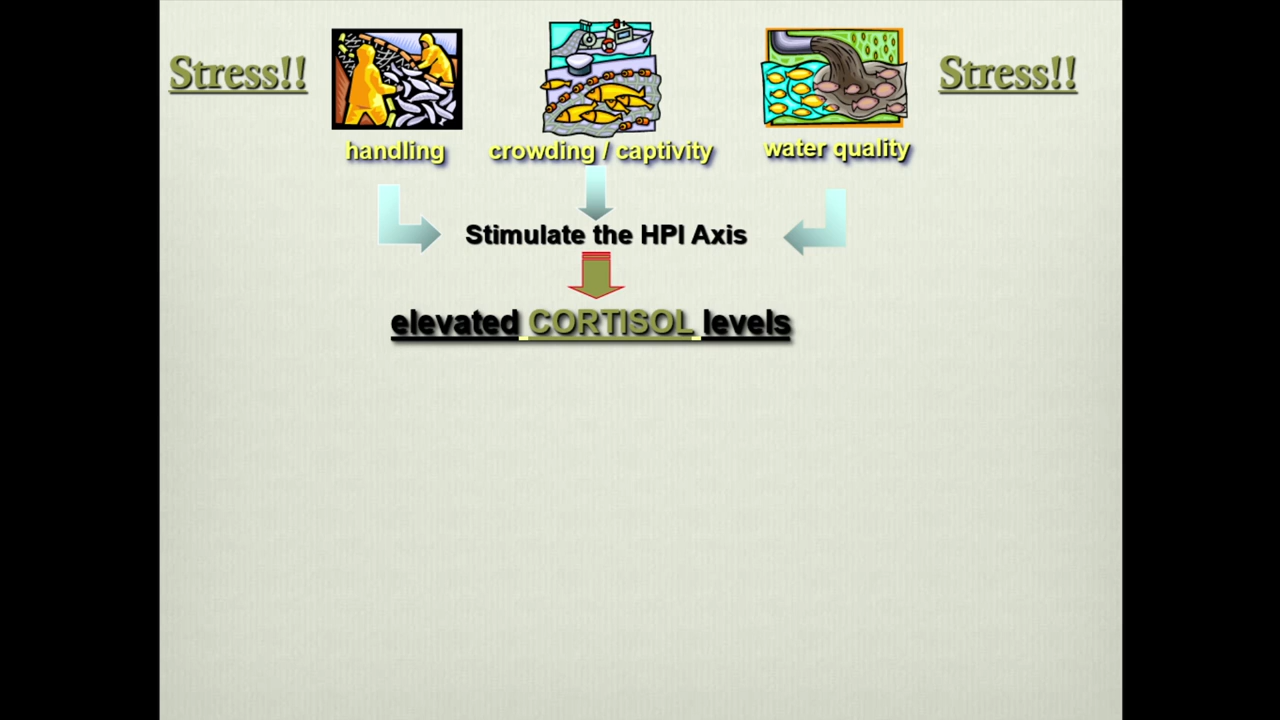 Stress!!
Stress!!
handling
crowding / captivity
water quality
Stimulate the HPI Axis
elevated CORTISOL levels